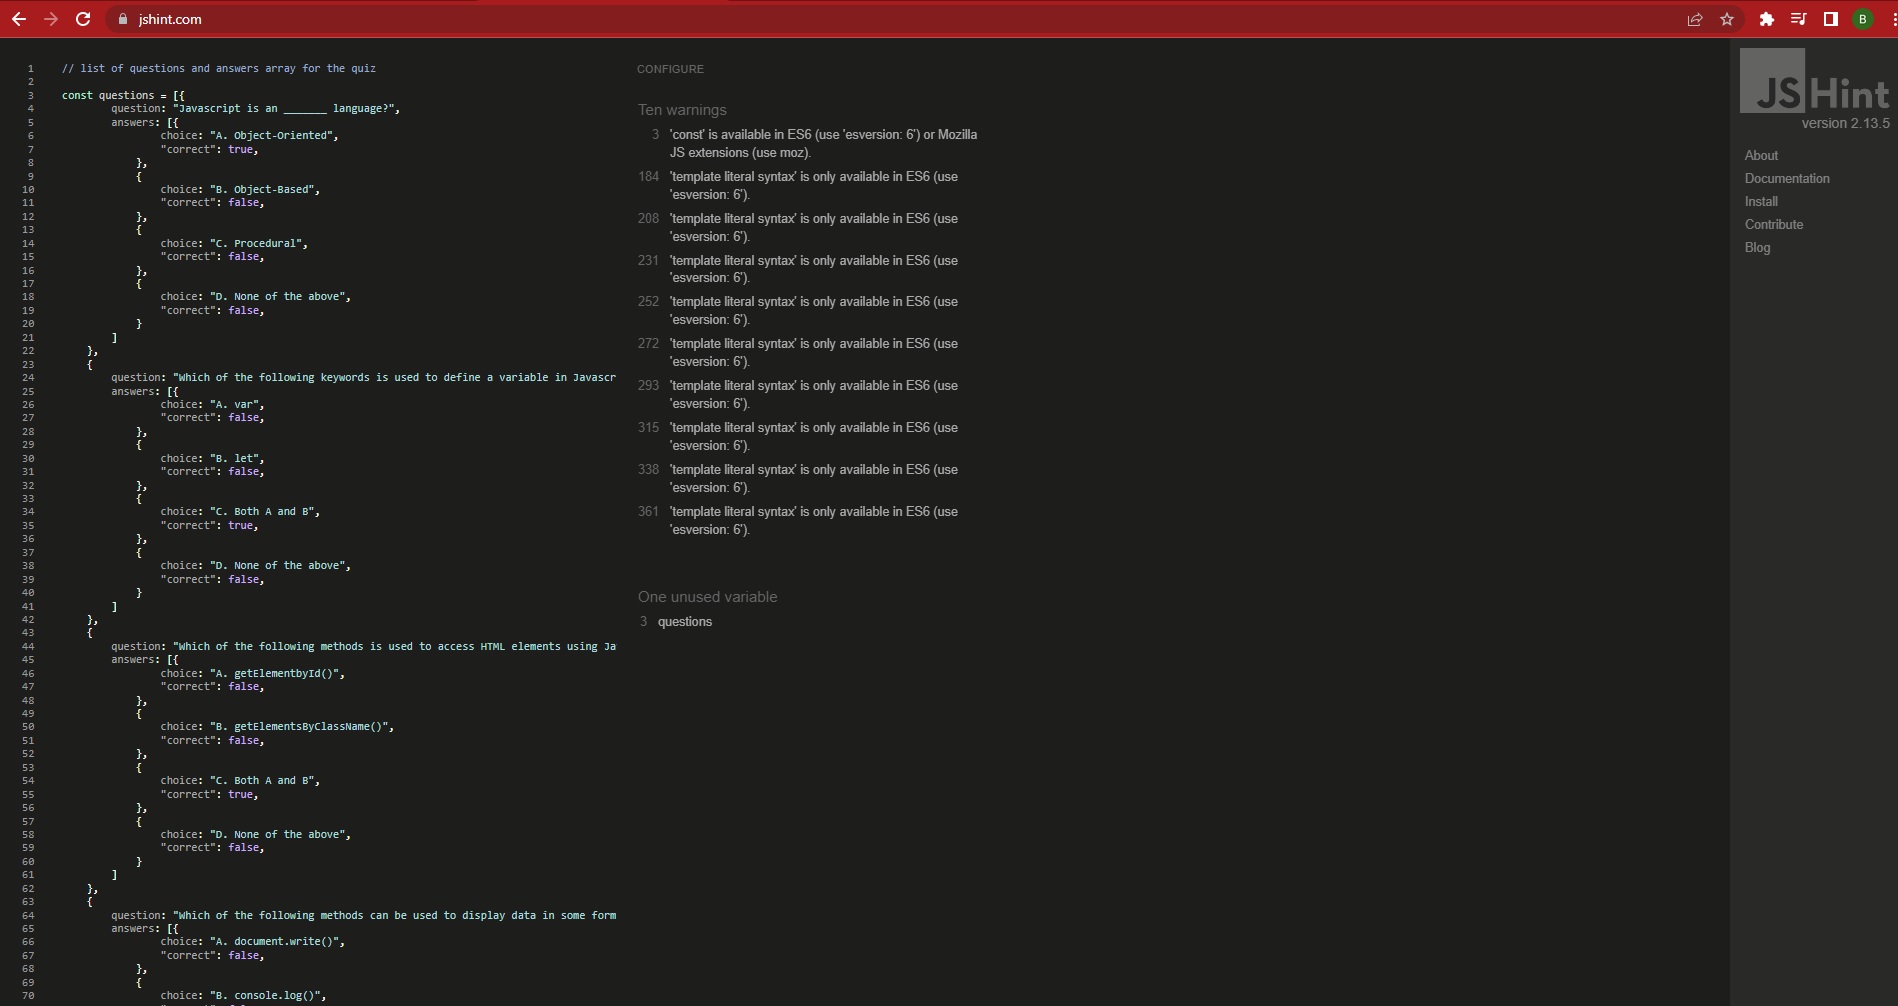 jshint.com
B
1 // list of questions and answers array for the quiz
2
3 const questions = [{
4 question: "Javascript is an _______ language?",
5 answers: [{
6 choice: "A. Object-Oriented",
7 "correct": true,
8 },
9 {
10 choice: "B. Object-Based",
11 "correct": false,
12 },
13 {
14 choice: "C. Procedural",
15 "correct": false,
16 },
17 {
18 choice: "D. None of the above",
19 "correct": false,
20 }
21 ]
22 },
23 {
24 question: "Which of the following keywords is used to define a variable in Javascr
25 answers: [{
26 choice: "A. var",
27 "correct": false,
28 },
29 {
30 choice: "B. let",
31 "correct": false,
32 },
33 {
34 choice: "C. Both A and B",
35 "correct": true,
36 },
37 {
38 choice: "D. None of the above",
39 "correct": false,
40 }
41 ]
42 },
43 {
44 question: "Which of the following methods is used to access HTML elements using Ja
45 answers: [{
46 choice: "A. getElementbyId()",
47 "correct": false,
48 },
49 {
50 choice: "B. getElementsByClassName()",
51 "correct": false,
52 },
53 {
54 choice: "C. Both A and B",
55 "correct": true,
56 },
57 {
58 choice: "D. None of the above",
59 "correct": false,
60 }
61 ]
62 },
63 {
64 question: "Which of the following methods can be used to display data in some form
65 answers: [{
66 choice: "A. document.write()",
67 "correct": false,
68 },
69 {
70 choice: "B. console.log()",
CONFIGURE
Ten warnings
3 'const' is available in ES6 (use 'esversion: 6') or Mozilla
JS extensions (use moz).
184 'template literal syntax' is only available in ES6 (use
'esversion: 6').
208 'template literal syntax' is only available in ES6 (use
'esversion: 6').
231 'template literal syntax' is only available in ES6 (use
'esversion: 6').
252 'template literal syntax' is only available in ES6 (use
'esversion: 6').
272 'template literal syntax' is only available in ES6 (use
'esversion: 6').
293 'template literal syntax' is only available in ES6 (use
'esversion: 6').
315 'template literal syntax' is only available in ES6 (use
'esversion: 6').
338 'template literal syntax' is only available in ES6 (use
'esversion: 6').
361 'template literal syntax' is only available in ES6 (use
'esversion: 6').
One unused variable
3 questions
JSHint
version 2.13.5
About
Documentation
Install
Contribute
Blog